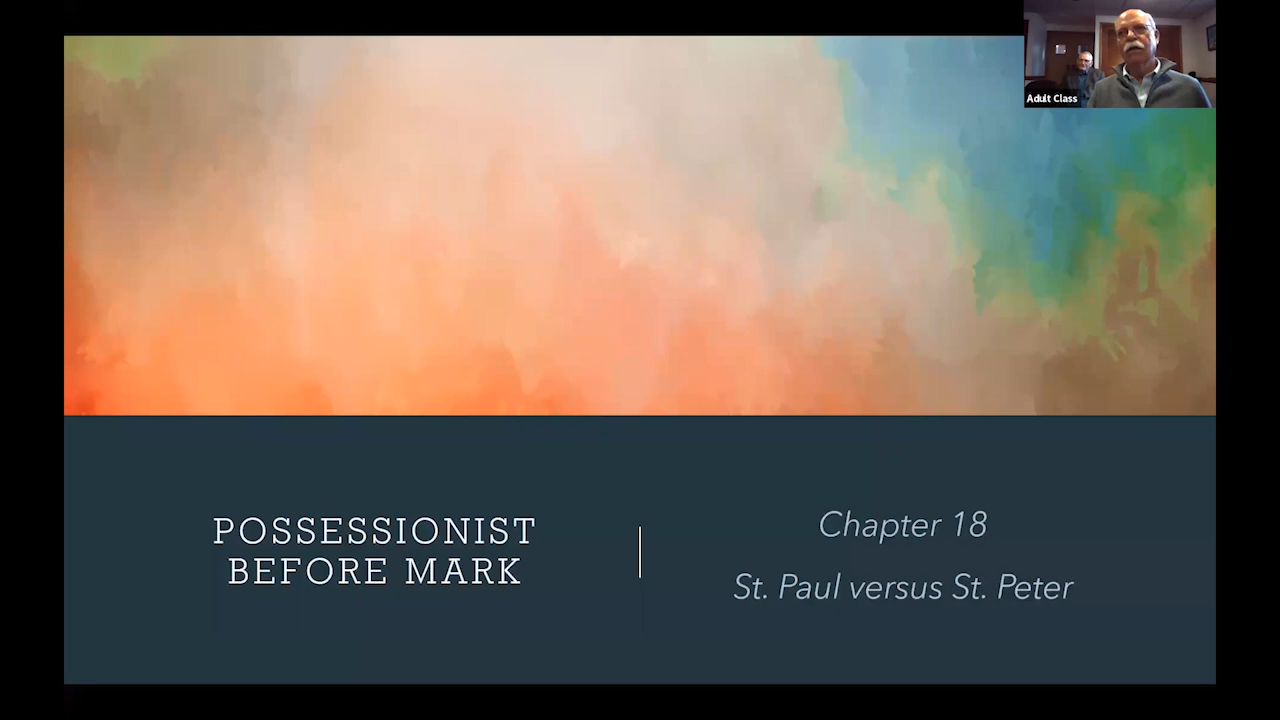 Adult Class
POSSESSIONIST
BEFORE MARK
Chapter 18
St. Paul versus St. Peter